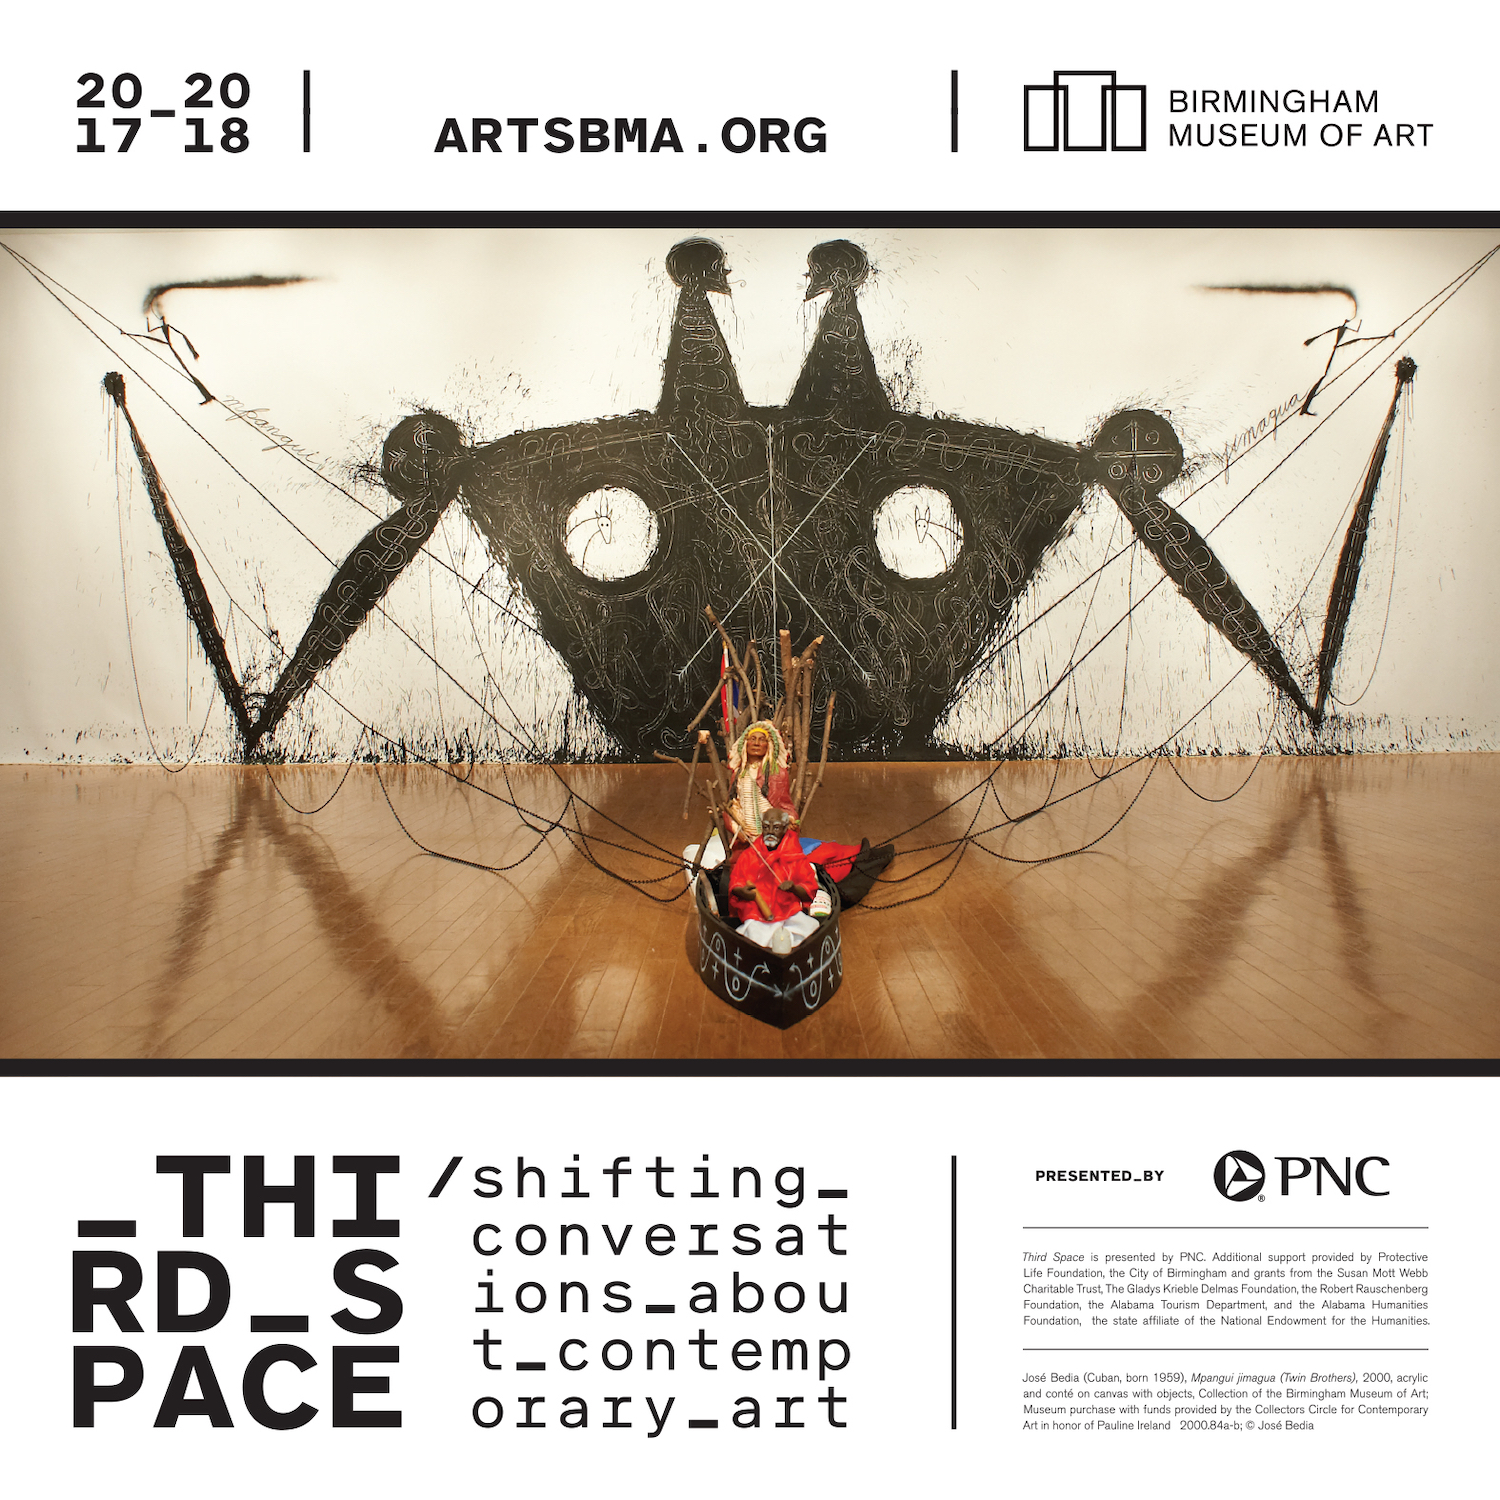 20_20
17 18
ARTSBMA.ORG
BIRMINGHAM
MUSEUM OF ART
mpangui
jimagua
_THI
RD_S
PACE
/shifting_
conversat
ions_abou
t_contemp
orary_art
PRESENTED_BY
PNC
Third Space is presented by PNC. Additional support provided by Protective
Life Foundation, the City of Birmingham and grants from the Susan Mott Webb
Charitable Trust, The Gladys Krieble Delmas Foundation, the Robert Rauschenberg
Foundation, the Alabama Tourism Department, and the Alabama Humanities
Foundation, the state affiliate of the National Endowment for the Humanities.
José Bedia (Cuban, born 1959), Mpangui jimagua (Twin Brothers), 2000, acrylic
and conté on canvas with objects, Collection of the Birmingham Museum of Art;
Museum purchase with funds provided by the Collectors Circle for Contemporary
Art in honor of Pauline Ireland 2000.84a-b; © José Bedia